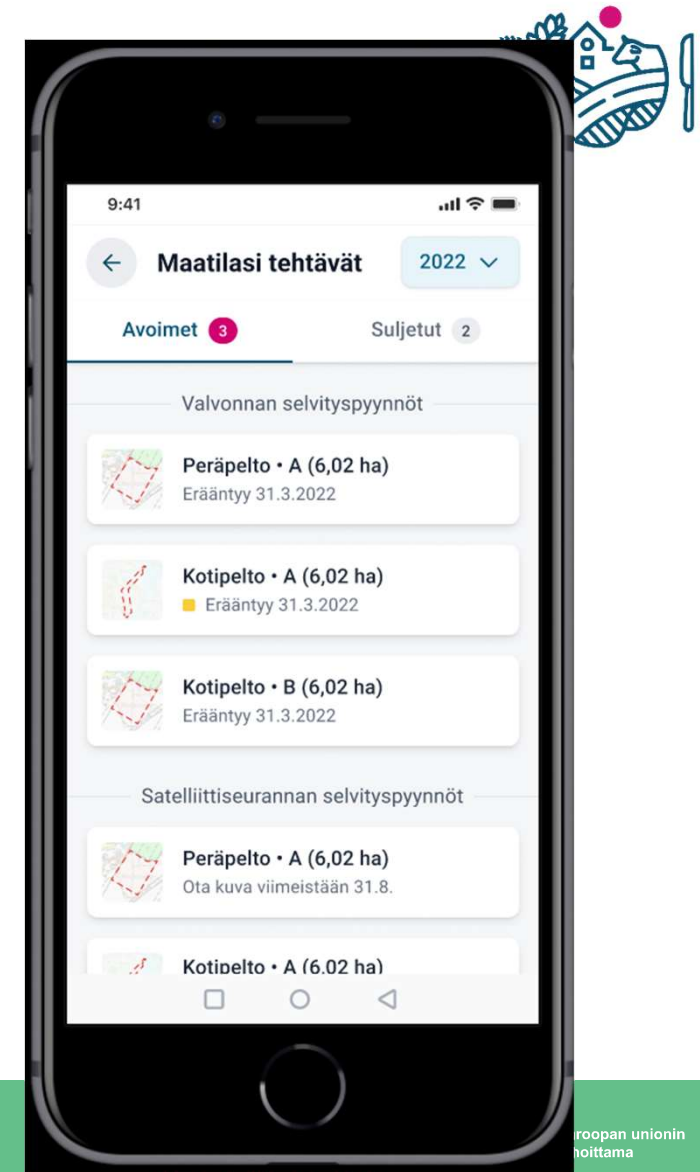 9:41
Maatilasi tehtävät
2022
Avoimet 3
Suljetut 2
Valvonnan selvityspyynnöt
Peräpelto • A (6,02 ha)
Erääntyy 31.3.2022
Kotipelto • A (6,02 ha)
Erääntyy 31.3.2022
Kotipelto • B (6,02 ha)
Erääntyy 31.3.2022
Satelliittiseurannan selvityspyynnöt
Peräpelto • A (6,02 ha)
Ota kuva viimeistään 31.8.
Kotipelto • A (6,02 ha)
roopan unionin
hoittama